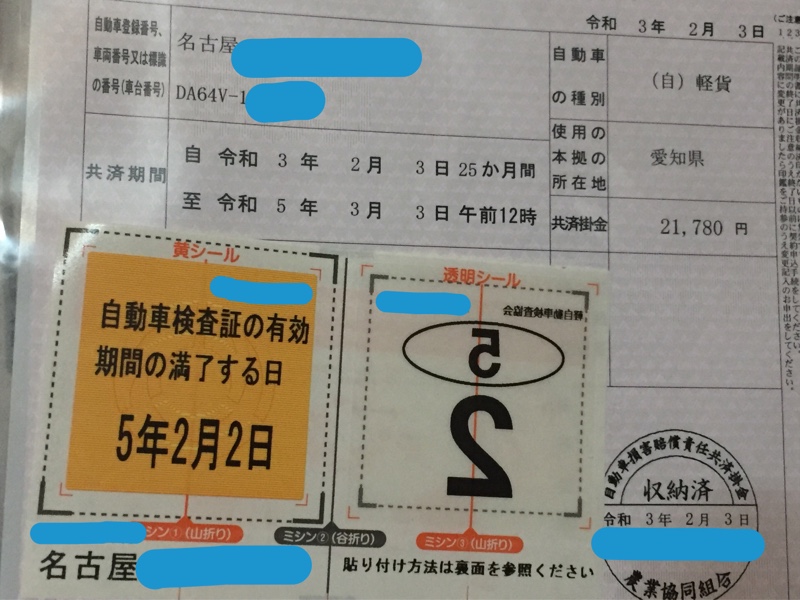 令和 3年 2月 3日
自動車登録番号、
車両番号又は標識
の番号(車台番号)
名古屋
DA64V-1
自動車
の種別
(自)軽貨
共済期間
自 令和 3年 2月 3日 25か月間
至 令和 5年 3月 3日 午前12時
使用の
本拠の
所在地
愛知県
共済掛金
21,780 円
黄シール
自動車検査証の有効
期間の満了する日
5年2月2日
透明シール
軽自動車検査協会
5
2
ミシン①(山折り)
ミシン②(谷折り)
ミシン③(山折り)
名古屋
貼り付け方法は裏面を参照ください
自動車損害賠償責任共済掛金
収納済
令和 3年 2月 3日
農業協同組合